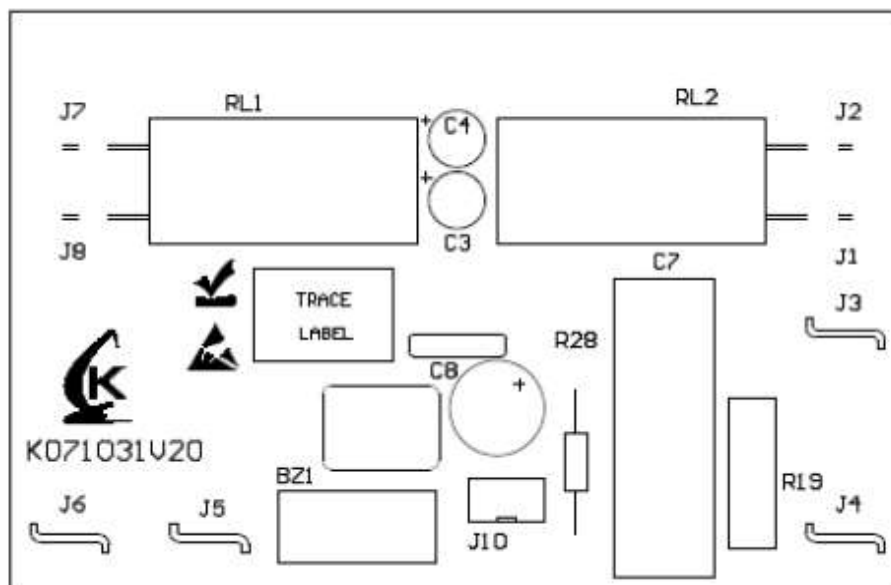 RL1
RL2
J7
J2
+
C4
+
C3
J8
J1
C7
J3
TRACE
LABEL
R28
C8
+
K
K071031V20
BZ1
R19
J6
J5
J10
J4